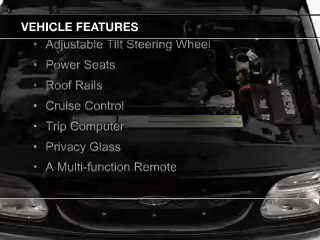 VEHICLE FEATURES
• Adjustable Tilt Steering Wheel
• Power Seats
• Roof Rails
• Cruise Control
• Trip Computer
• Privacy Glass
• A Multi-function Remote